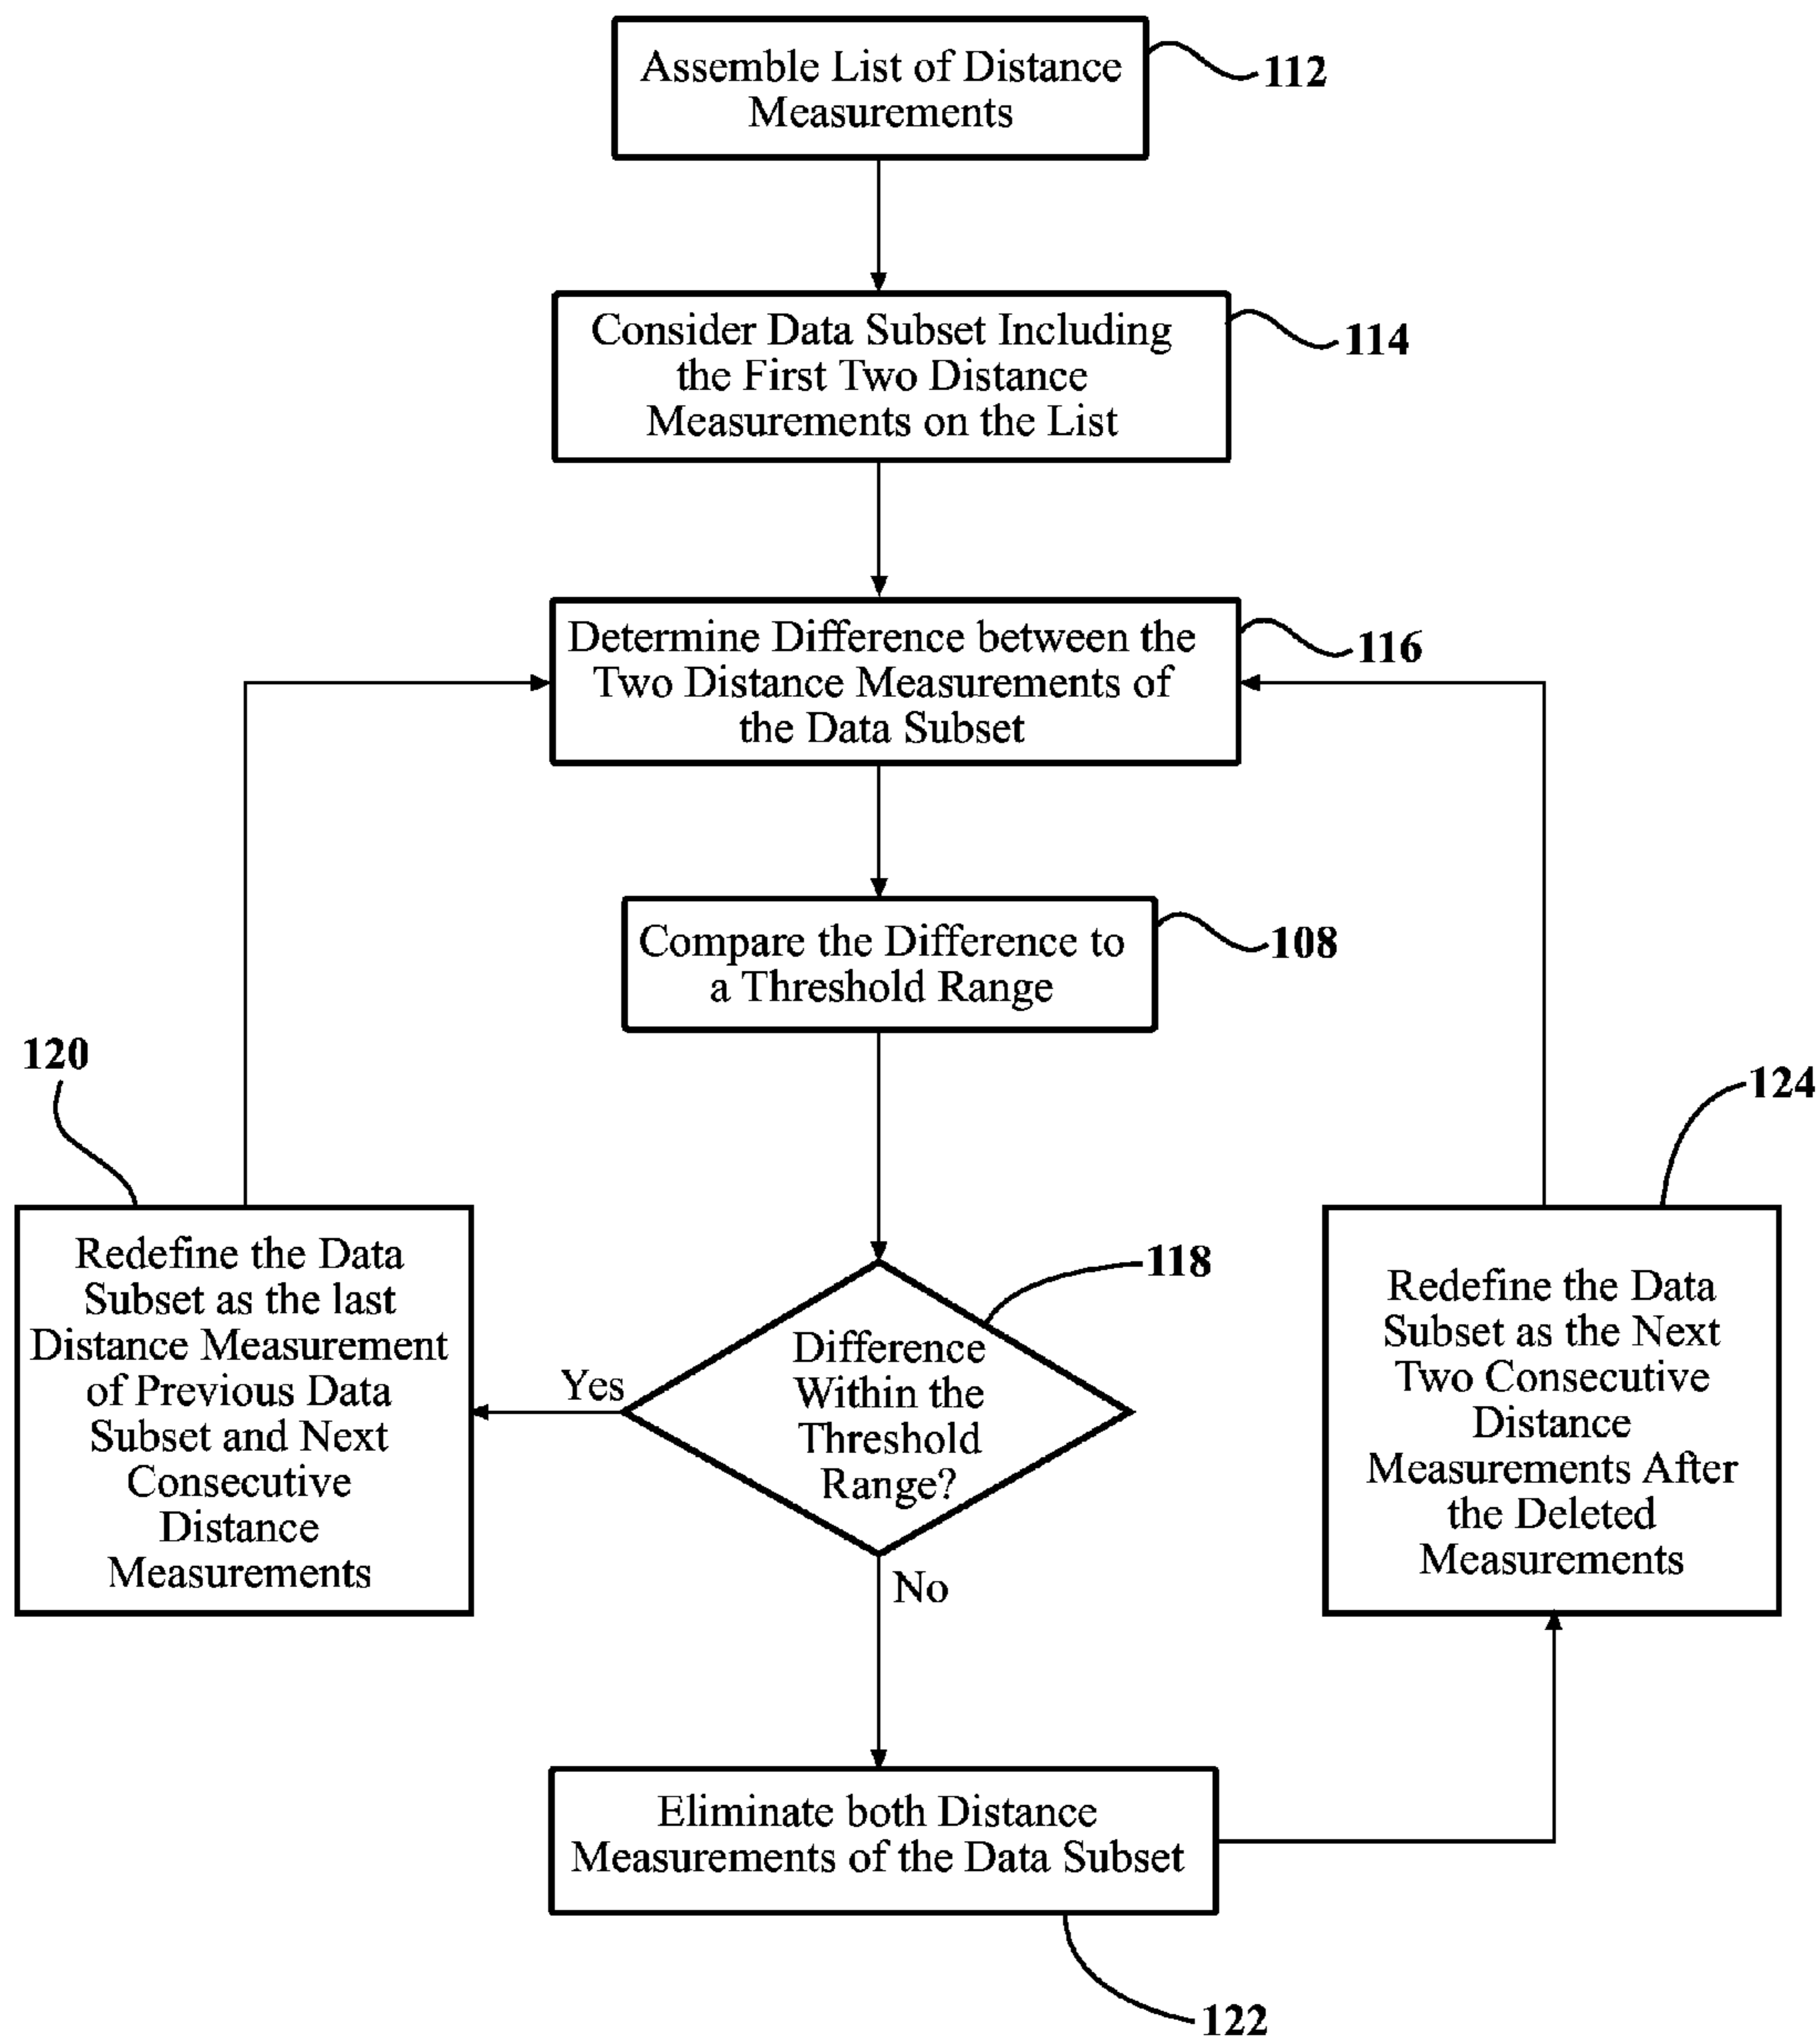 Assemble List of Distance
Measurements
112
Consider Data Subset Including
the First Two Distance
Measurements on the List
114
Determine Difference between the
Two Distance Measurements of
the Data Subset
116
Compare the Difference to
a Threshold Range
108
120
124
Redefine the Data
Subset as the last
Distance Measurement
of Previous Data
Subset and Next
Consecutive
Distance
Measurements
Yes
118
Difference
Within the
Threshold
Range?
No
Redefine the Data
Subset as the Next
Two Consecutive
Distance
Measurements After
the Deleted
Measurements
Eliminate both Distance
Measurements of the Data Subset
122